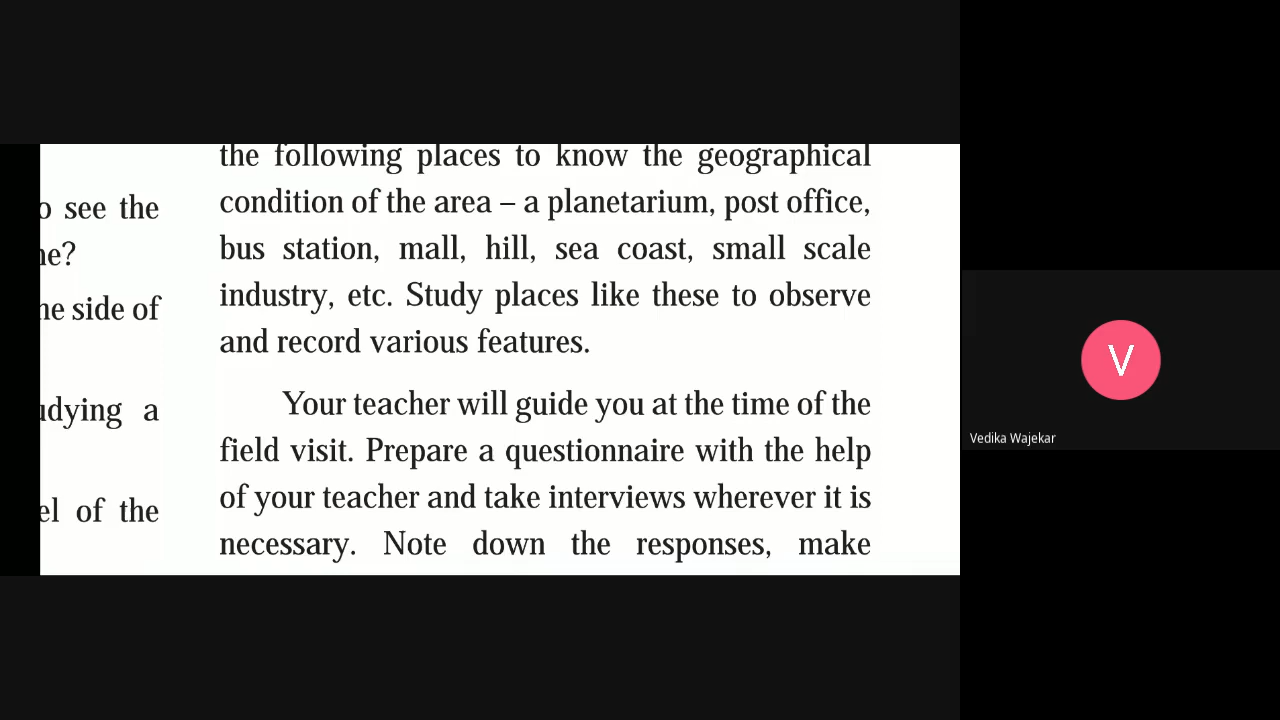 o see the
ne?
ne side of
udying a
el of the
the following places to know the geographical
condition of the area – a planetarium, post office,
bus station, mall, hill, sea coast, small scale
industry, etc. Study places like these to observe
and record various features.
Your teacher will guide you at the time of the
field visit. Prepare a questionnaire with the help
of your teacher and take interviews wherever it is
necessary. Note down the responses, make
V
Vedika Wajekar